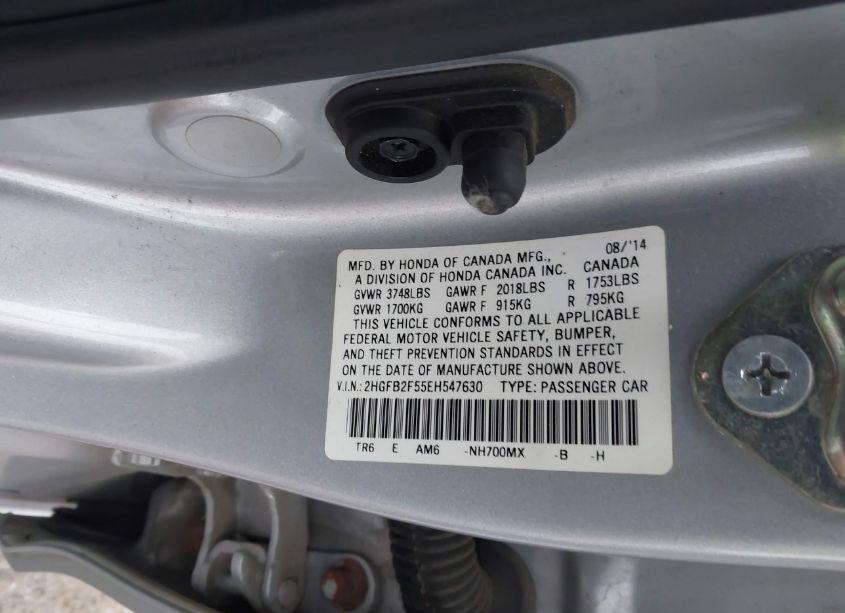 08/'14
MFD. BY HONDA OF CANADA MFG.,
A DIVISION OF HONDA CANADA INC. CANADA
GVWR 3748LBS GAWR F 2018LBS R 1753LBS
GVWR 1700KG GAWR F 915KG R 795KG
THIS VEHICLE CONFORMS TO ALL APPLICABLE
FEDERAL MOTOR VEHICLE SAFETY, BUMPER,
AND THEFT PREVENTION STANDARDS IN EFFECT
ON THE DATE OF MANUFACTURE SHOWN ABOVE.
V.I.N.: 2HGFB2F55EH547630 TYPE: PASSENGER CAR
TR6 E AM6 -NH700MX -B -H